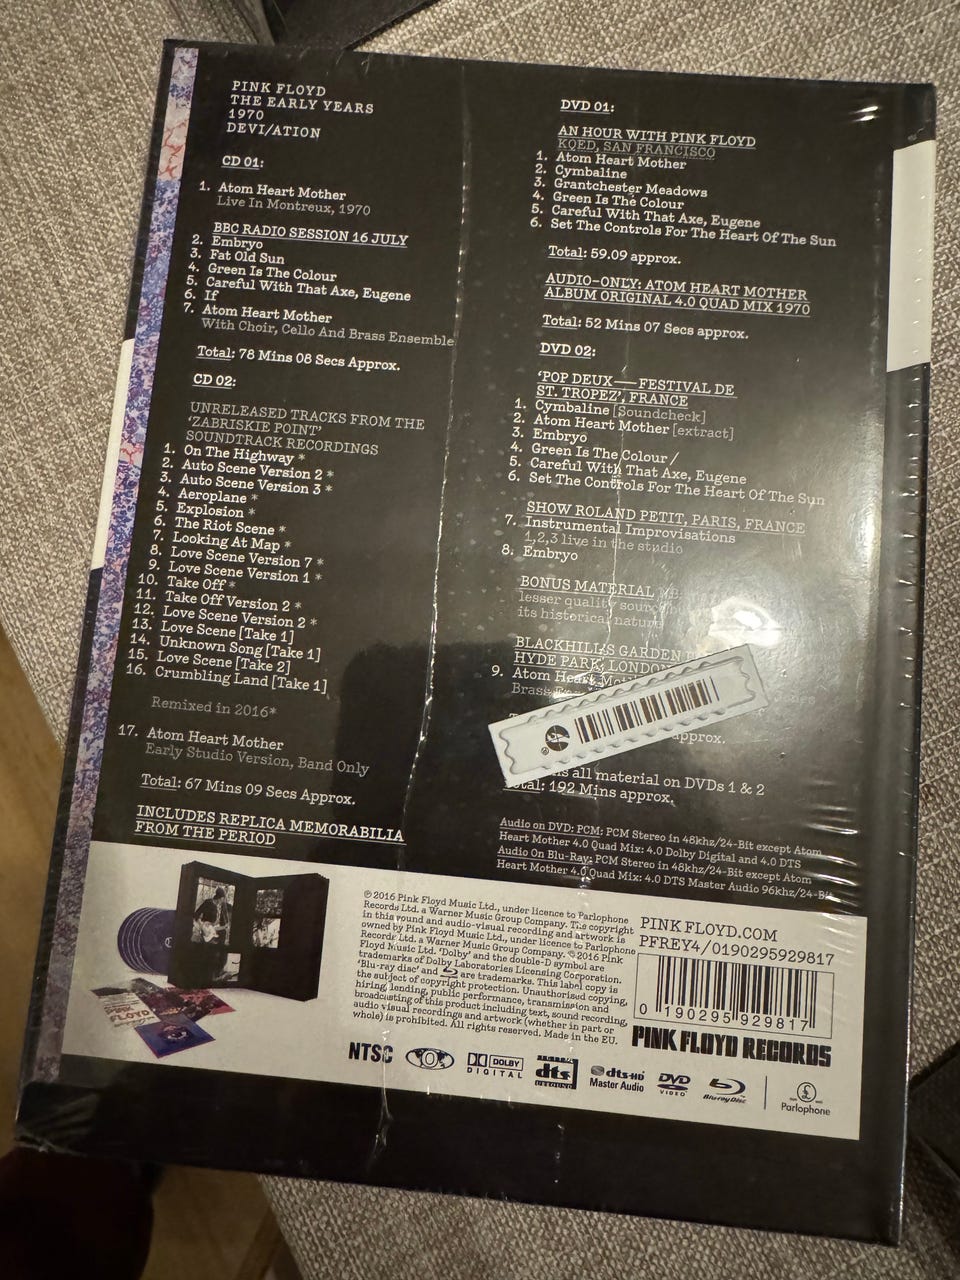 PINK FLOYD
THE EARLY YEARS
1970
DEVI/ATION
CD 01:
1. Atom Heart Mother
Live In Montreux, 1970
BBC RADIO SESSION 16 JULY
2. Embryo
3. Fat Old Sun
4. Green Is The Colour
5. Careful With That Axe, Eugene
6. If
7. Atom Heart Mother
With Choir, Cello And Brass Ensemble
Total: 78 Mins 08 Secs Approx.
CD 02:
UNRELEASED TRACKS FROM THE
‘ZABRISKIE POINT’
SOUNDTRACK RECORDINGS
1. On The Highway *
2. Auto Scene Version 2 *
3. Auto Scene Version 3 *
4. Aeroplane *
5. Explosion *
6. The Riot Scene *
7. Looking At Map *
8. Love Scene Version 7 *
9. Love Scene Version 1 *
10. Take Off *
11. Take Off Version 2 *
12. Love Scene Version 2 *
13. Love Scene [Take 1]
14. Unknown Song [Take 1]
15. Love Scene [Take 2]
16. Crumbling Land [Take 1]
Remixed in 2016*
17. Atom Heart Mother
Early Studio Version, Band Only
Total: 67 Mins 09 Secs Approx.
INCLUDES REPLICA MEMORABILIA
FROM THE PERIOD
DVD 01:
AN HOUR WITH PINK FLOYD
KQED, SAN FRANCISCO
1. Atom Heart Mother
2. Cymbaline
3. Grantchester Meadows
4. Green Is The Colour
5. Careful With That Axe, Eugene
6. Set The Controls For The Heart Of The Sun
Total: 59.09 approx.
AUDIO-ONLY: ATOM HEART MOTHER
ALBUM ORIGINAL 4.0 QUAD MIX 1970
Total: 52 Mins 07 Secs approx.
DVD 02:
‘POP DEUX — FESTIVAL DE
ST. TROPEZ’, FRANCE
1. Cymbaline [Soundcheck]
2. Atom Heart Mother [extract]
3. Embryo
4. Green Is The Colour /
5. Careful With That Axe, Eugene
6. Set The Controls For The Heart Of The Sun
SHOW ROLAND PETIT, PARIS, FRANCE
7. Instrumental Improvisations
1,2,3 live in the studio
8. Embryo
BONUS MATERIAL
lesser quality
its historical nature
BLACKHILL'S GARDEN
HYDE PARK, LONDON
9. Atom Heart
Brass
approx.
all material on DVDs 1 & 2
Total: 192 Mins approx.
Audio on DVD: PCM: PCM Stereo in 48khz/24-Bit except Atom
Heart Mother 4.0 Quad Mix: 4.0 Dolby Digital and 4.0 DTS
Audio On Blu-Ray: PCM Stereo in 48khz/24-Bit except Atom
Heart Mother 4.0 Quad Mix: 4.0 DTS Master Audio 96khz/24-Bit
FLOYD
℗ 2016 Pink Floyd Music Ltd., under licence to Parlophone
Records Ltd. a Warner Music Group Company. The copyright
in this sound and audio-visual recording and artwork is
owned by Pink Floyd Music Ltd., under licence to Parlophone
Records Ltd. a Warner Music Group Company. © 2016 Pink
Floyd Music Ltd. ‘Dolby’ and the double-D symbol are
trademarks of Dolby Laboratories Licensing Corporation.
‘Blu-ray disc’ and are trademarks. This label copy is
the subject of copyright protection. Unauthorised copying,
hiring, lending, public performance, transmission and
broadcasting of this product including text, sound recording,
audio visual recordings and artwork (whether in part or
whole) is prohibited. All rights reserved. Made in the EU.
PINKFLOYD.COM
PFREY4/0190295929817
0 190295 929817
PINK FLOYD RECORDS
NTSC
DOLBY
DIGITAL
dts
SURROUND
dts-HD
Master Audio
DVD
VIDEO
Blu-ray Disc
Parlophone